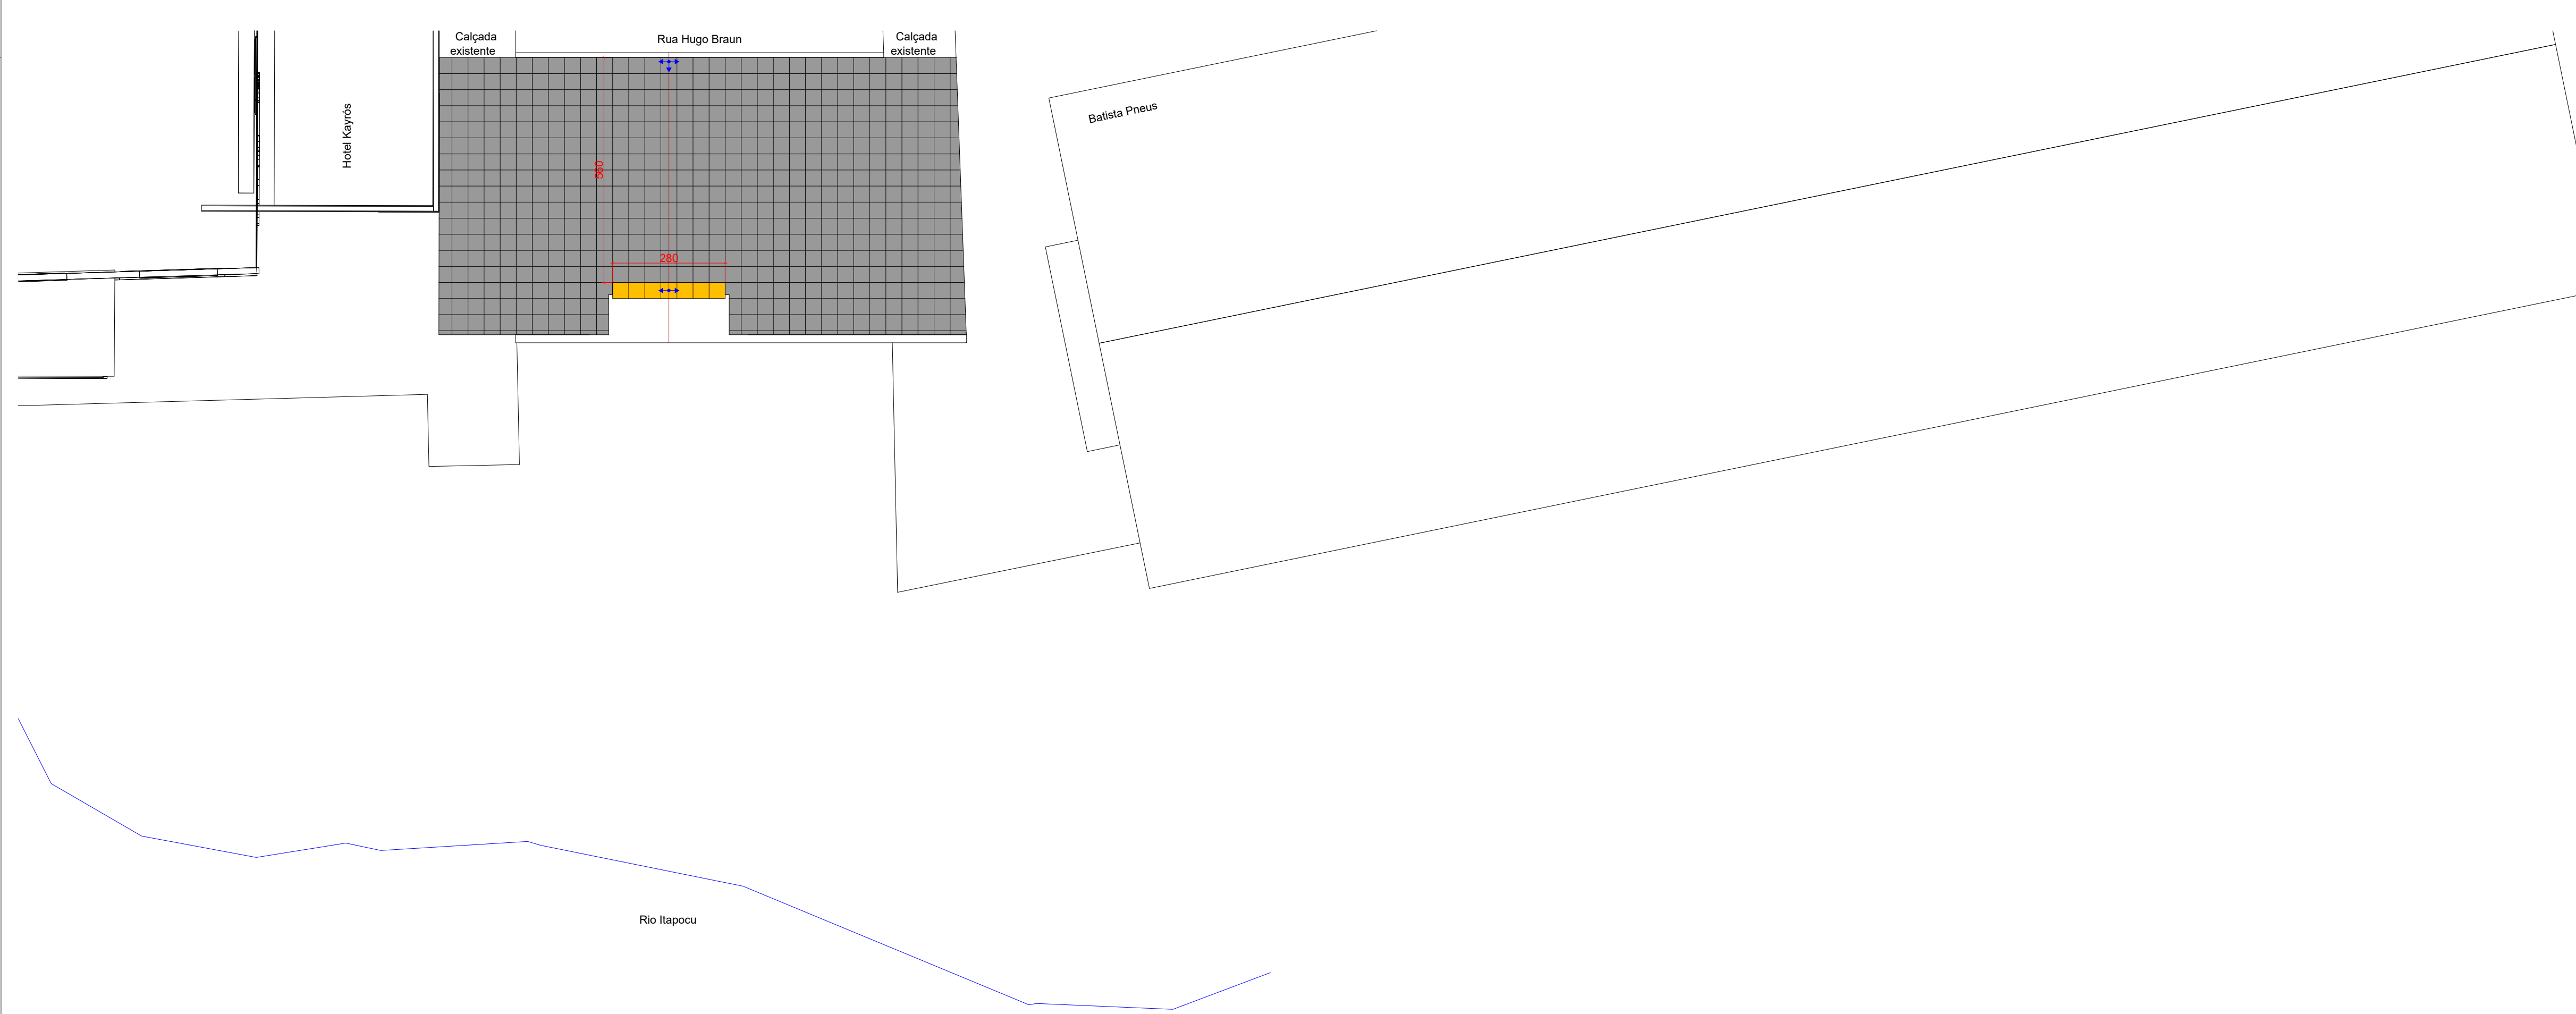 Calçada
existente
Rua Hugo Braun
Calçada
existente
Hotel Kayrós
Batista Pneus
560
280
Rio Itapocu